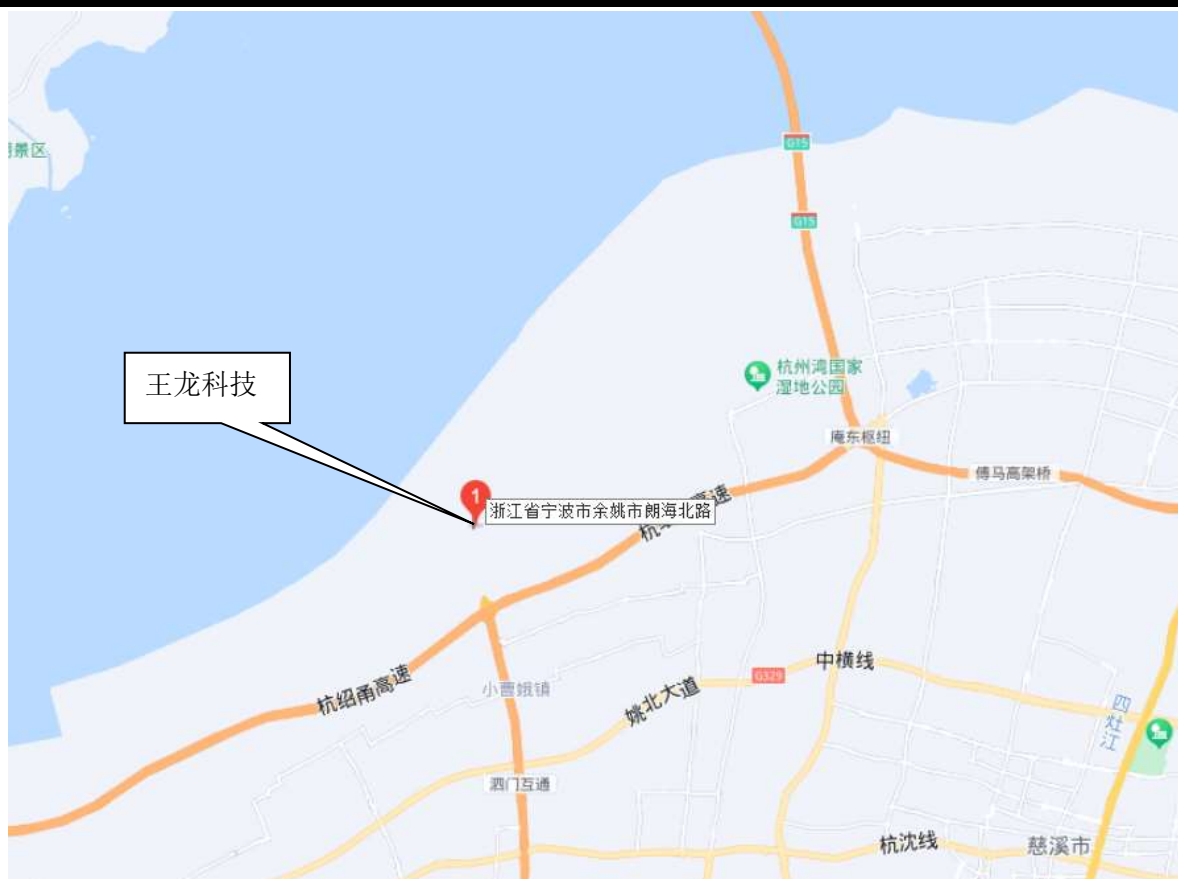 景区
G15
G15
杭州湾国家
湿地公园
王龙科技
庵东枢纽
傅马高架桥
1
浙江省宁波市余姚市朗海北路
中横线
G329
杭绍甬高速
小曹娥镇
姚北大道
四灶江
泗门互通
杭沈线
慈溪市